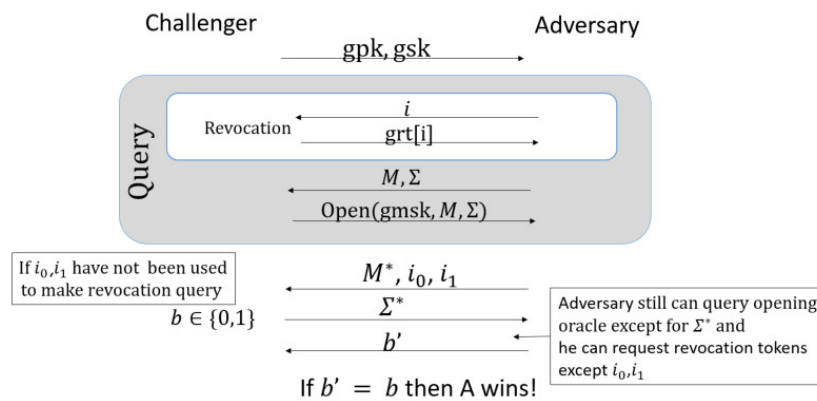 Challenger
Adversary
gpk, gsk
Query
Revocation
i
grt[i]
M, Σ
Open(gmsk, M, Σ)
If i₀,i₁ have not been used
to make revocation query
M*, i₀, i₁
Σ*
b ∈ {0,1}
b'
Adversary still can query opening
oracle except for Σ* and
he can request revocation tokens
except i₀,i₁
If b' = b then A wins!